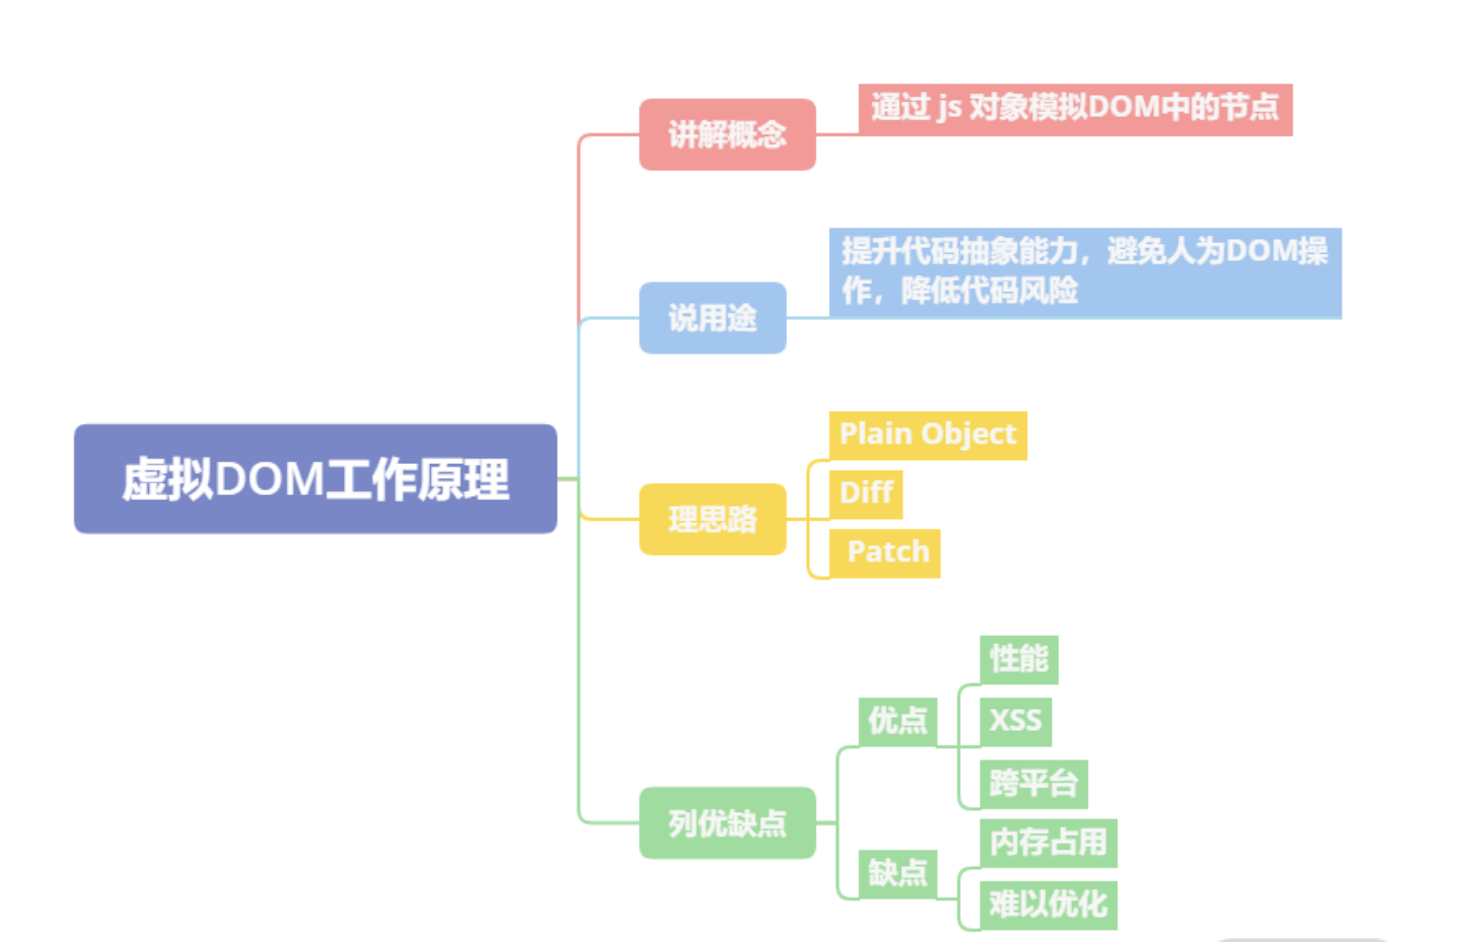 虚拟DOM工作原理
讲解概念
通过 js 对象模拟DOM中的节点
说用途
提升代码抽象能力，避免人为DOM操
作，降低代码风险
理思路
Plain Object
Diff
Patch
列优缺点
优点
性能
XSS
跨平台
缺点
内存占用
难以优化